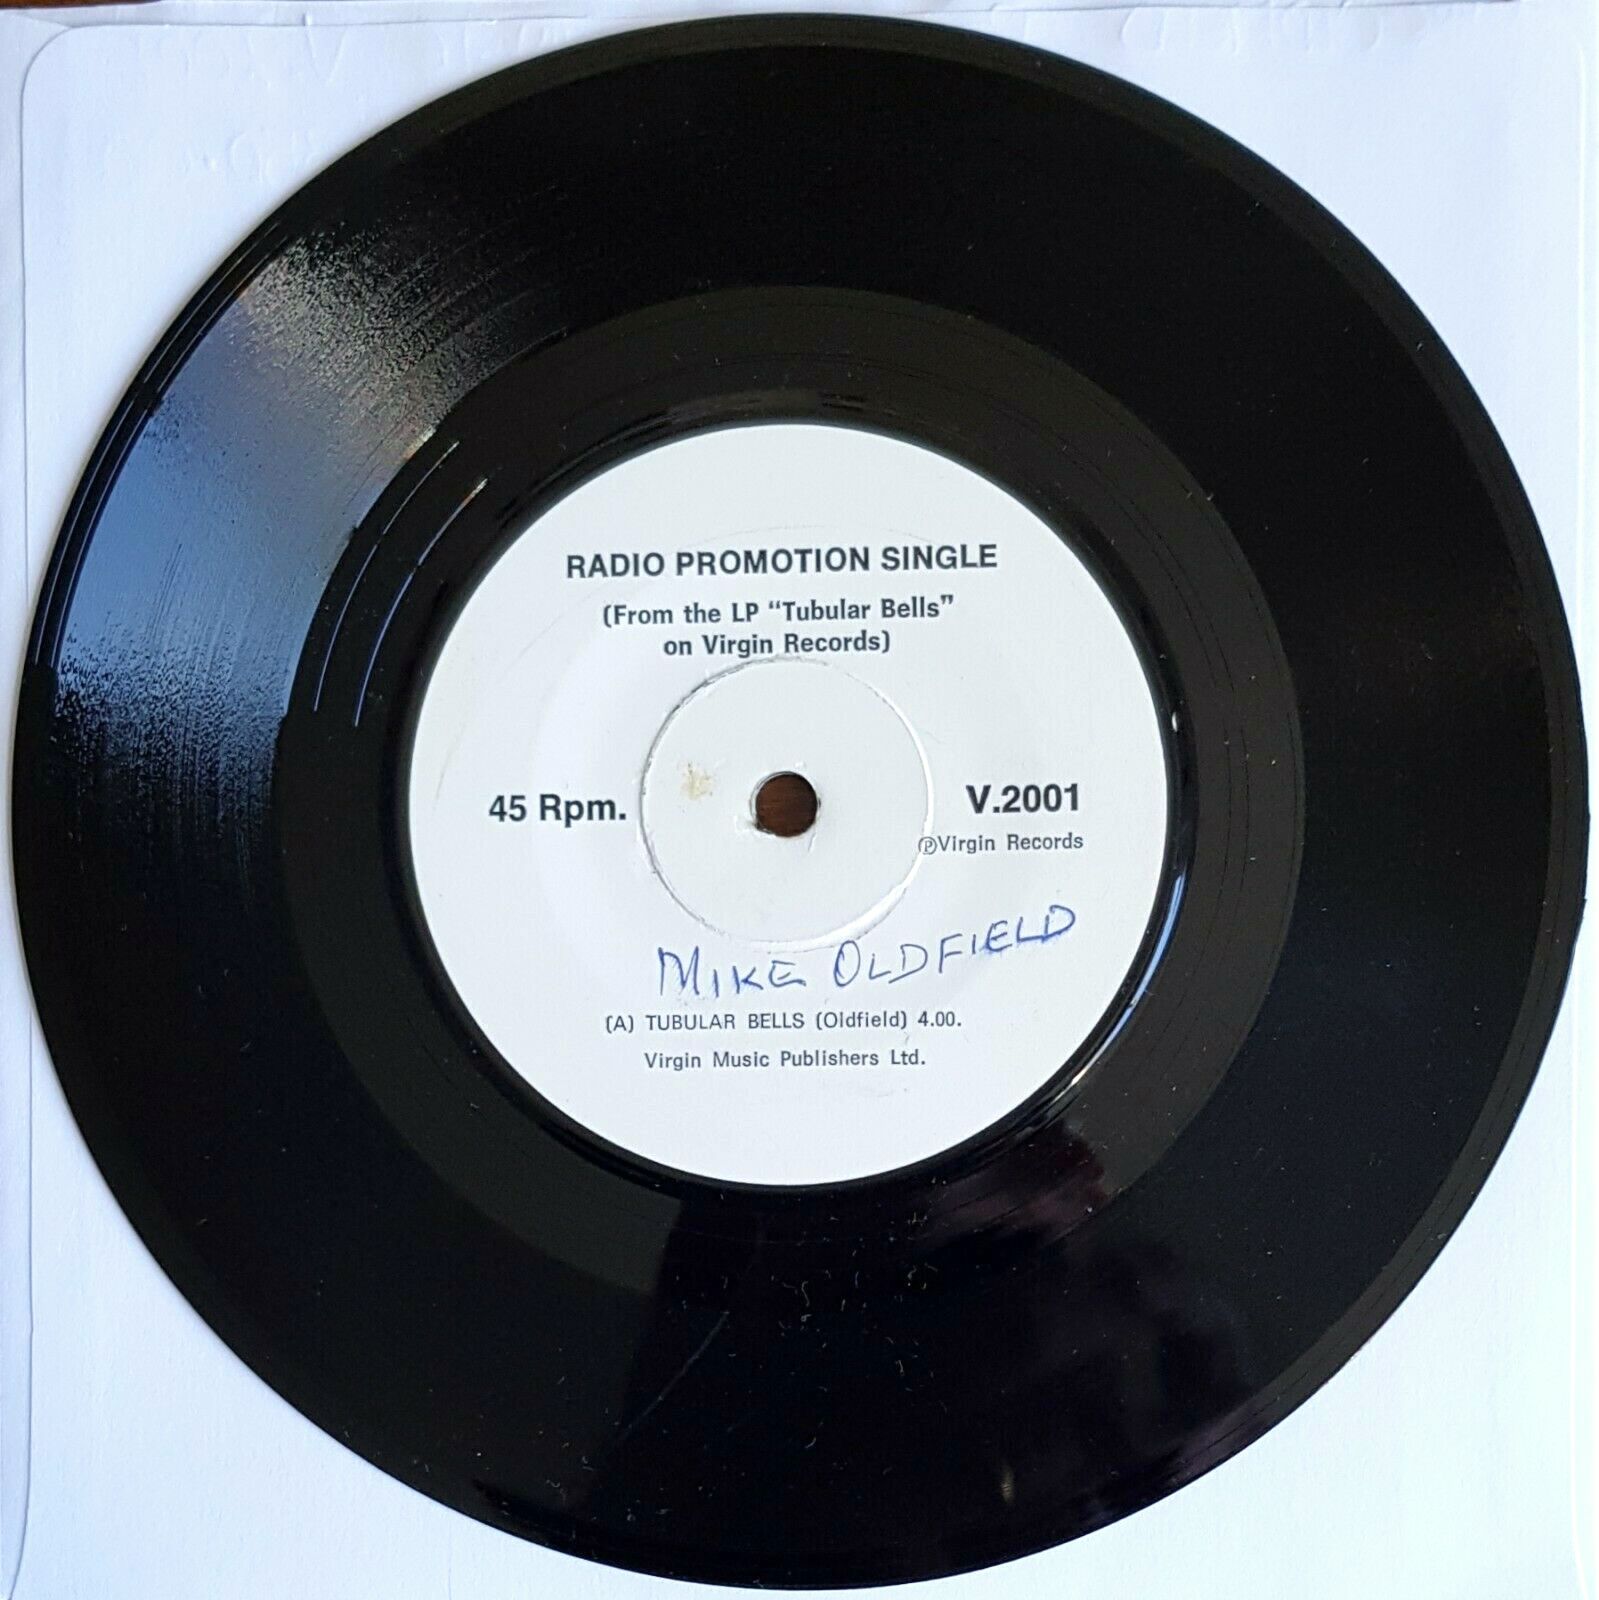 RADIO PROMOTION SINGLE
(From the LP "Tubular Bells"
on Virgin Records)
45 Rpm.
V.2001
ⓅVirgin Records
MIKE OLDFIELD
(A) TUBULAR BELLS (Oldfield) 4.00.
Virgin Music Publishers Ltd.